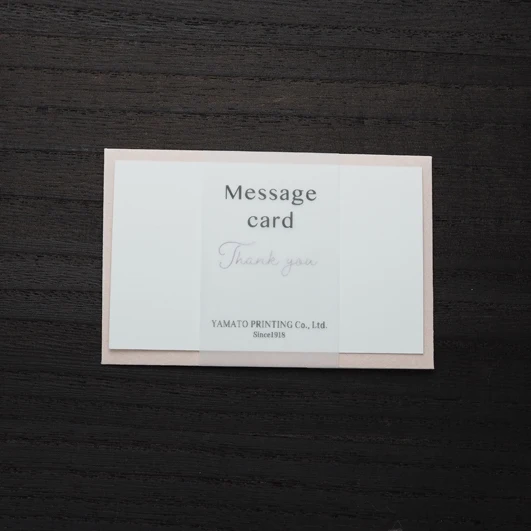 Message
card
Thank you
YAMATO PRINTING Co., Ltd.
Since1918